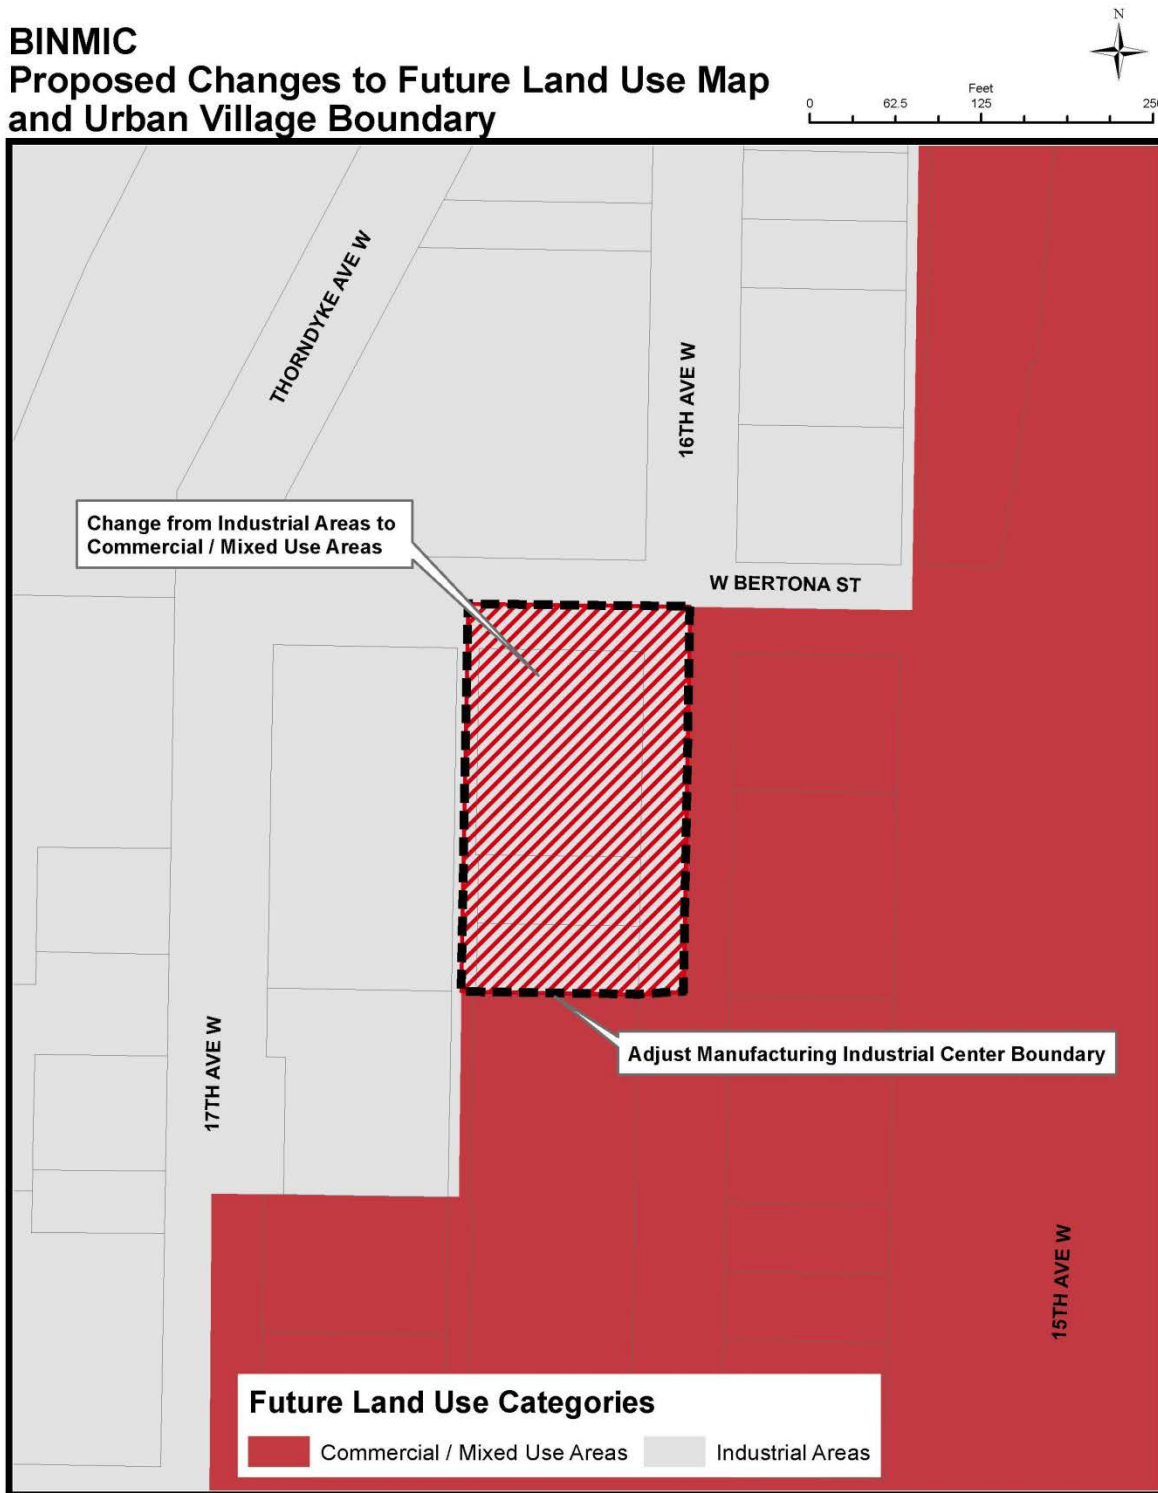 BINMIC
Proposed Changes to Future Land Use Map
and Urban Village Boundary
N
Feet
0 62.5 125 250
THORNDYKE AVE W
16TH AVE W
Change from Industrial Areas to
Commercial / Mixed Use Areas
W BERTONA ST
17TH AVE W
Adjust Manufacturing Industrial Center Boundary
15TH AVE W
Future Land Use Categories
Commercial / Mixed Use Areas Industrial Areas